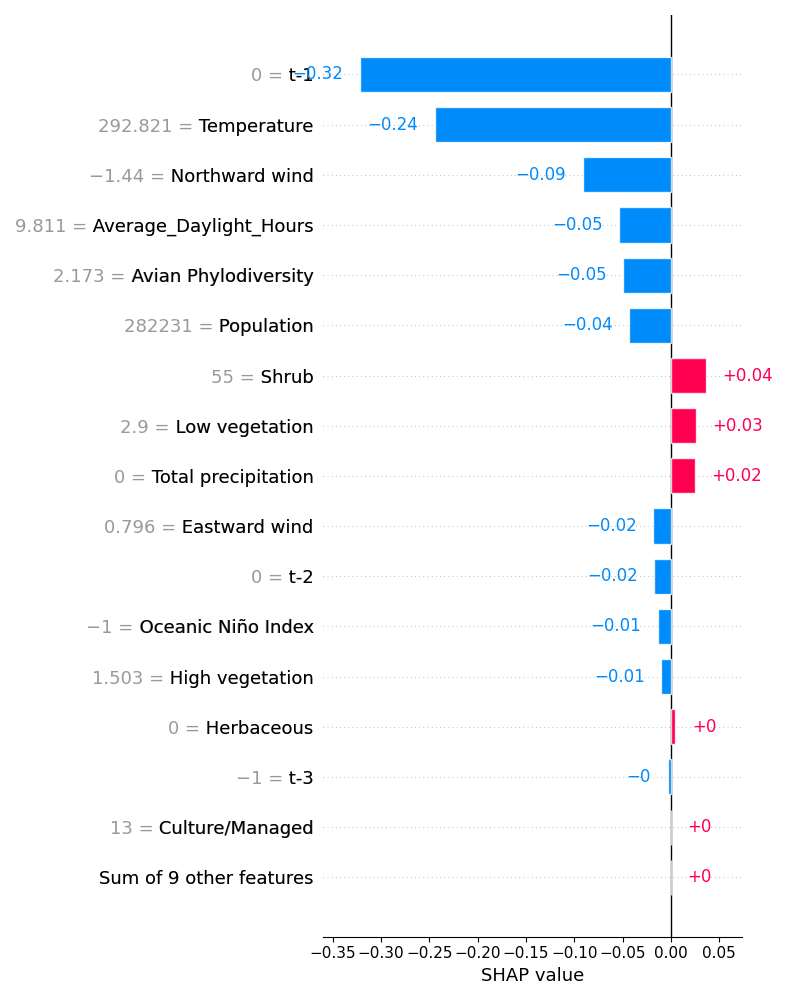 0 = t-1 −0.32
292.821 = Temperature −0.24
−1.44 = Northward wind −0.09
9.811 = Average_Daylight_Hours −0.05
2.173 = Avian Phylodiversity −0.05
282231 = Population −0.04
55 = Shrub +0.04
2.9 = Low vegetation +0.03
0 = Total precipitation +0.02
0.796 = Eastward wind −0.02
0 = t-2 −0.02
−1 = Oceanic Niño Index −0.01
1.503 = High vegetation −0.01
0 = Herbaceous +0
−1 = t-3 −0
13 = Culture/Managed +0
Sum of 9 other features +0
−0.35 −0.30 −0.25 −0.20 −0.15 −0.10 −0.05 0.00 0.05
SHAP value